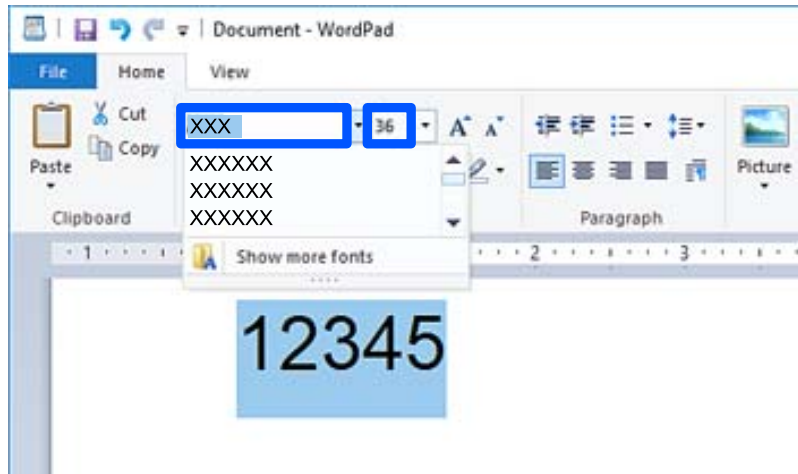 Document - WordPad
File Home View
Paste
Cut
Copy
XXX
36
A A
XXXXXX
XXXXXX
XXXXXX
Show more fonts
Picture
Clipboard
Paragraph
1 2 3
12345